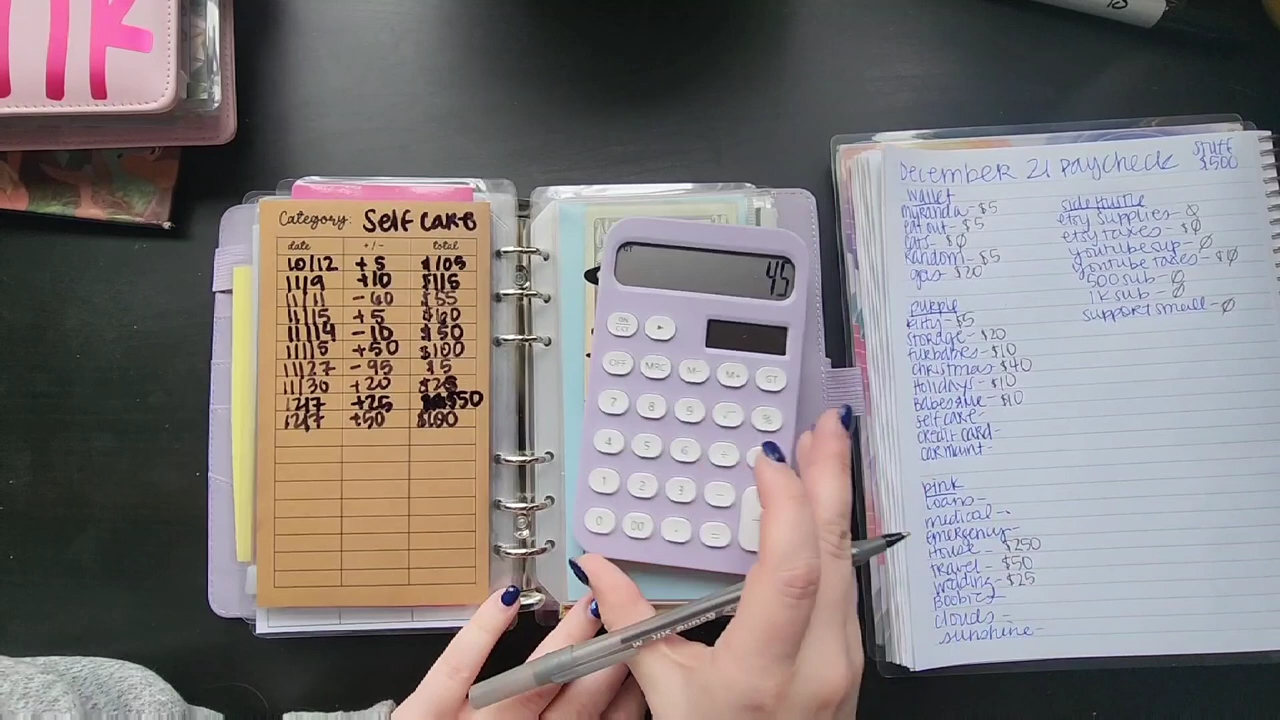 Category: SELF CARE
date +/- total
10/12 +5 $105
11/9 +10 $115
11/11 -60 $55
11/15 +5 $60
11/14 -10 $50
11/15 +50 $100
11/27 -95 $5
11/30 +20 $25
12/7 +25 $50
12/7 +50 $100
45
ON
OFF MRC M- M+ GT
7 8 9 √ %
4 5 6 ÷
1 2 3 -
0 00 . =
December 21 Paycheck
stuff
$500
Wallet
myranda - $5
eat out - $5
cats - $0
random - $5
gas - $20
side hustle
etsy supplies - 0
etsy taxes - 0
youtube sup - 0
youtube taxes - $0
500 sub - 0
1K sub - 0
support small - 0
purple
kitty - $5
storage - $20
furbabies - $10
christmas - $40
Holidays - $10
self care -
credit card -
car maint -
pink
loans -
medical -
emergency -
House - $250
travel - $50
wedding - $25
Boobies -
clouds -
sunshine -